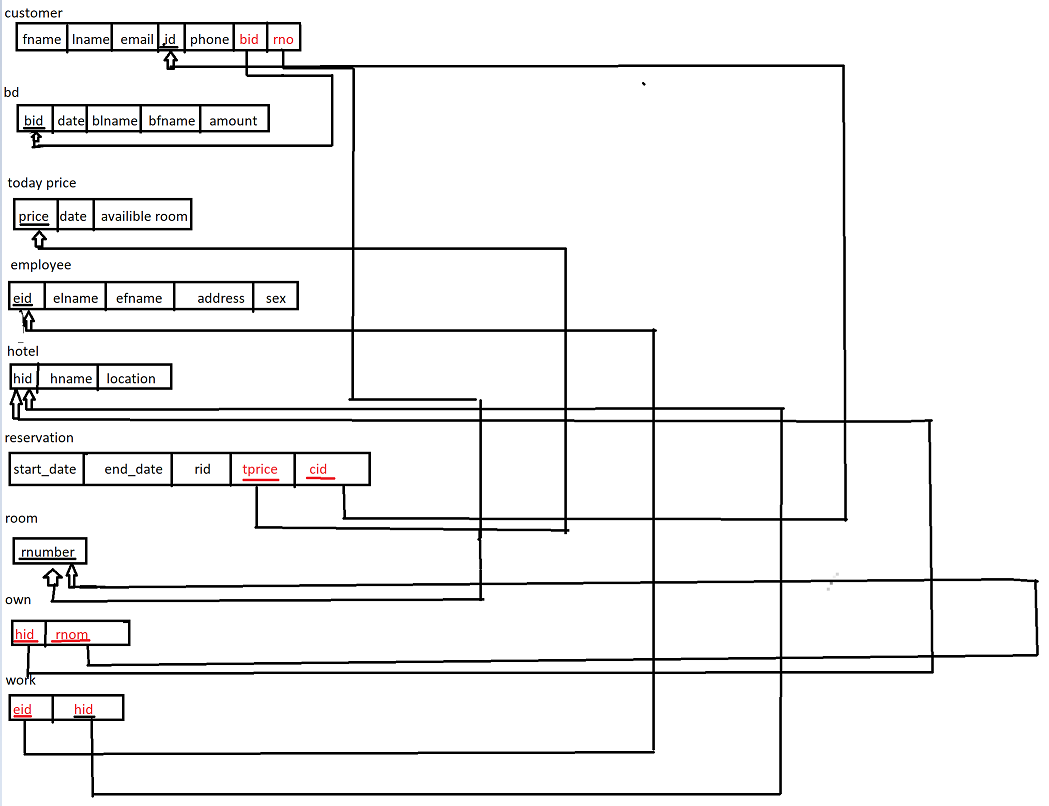 customer
fname lname email id phone bid rno
bd
bid date blname bfname amount
today price
price date availible room
employee
eid elname efname address sex
hotel
hid hname location
reservation
start_date end_date rid tprice cid
room
rnumber
own
hid rnom
work
eid hid